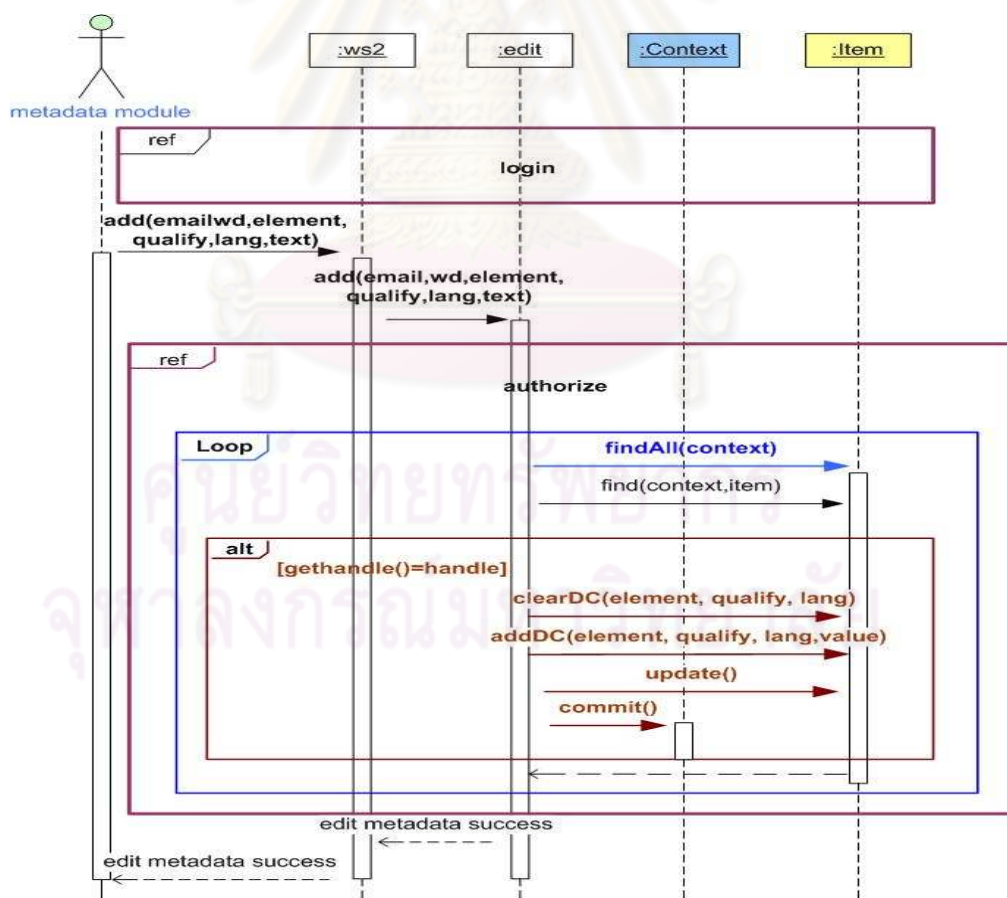 :ws2
:edit
:Context
:Item
metadata module
ref
login
add(emailwd,element,
qualify,lang,text)
add(email,wd,element,
qualify,lang,text)
ref
authorize
Loop
findAll(context)
find(context,item)
alt
[gethandle()=handle]
clearDC(element, qualify, lang)
addDC(element, qualify, lang,value)
update()
commit()
edit metadata success
edit metadata success
ศูนย์วิทยทรัพยากร
จุฬาลงกรณ์มหาวิทยาลัย